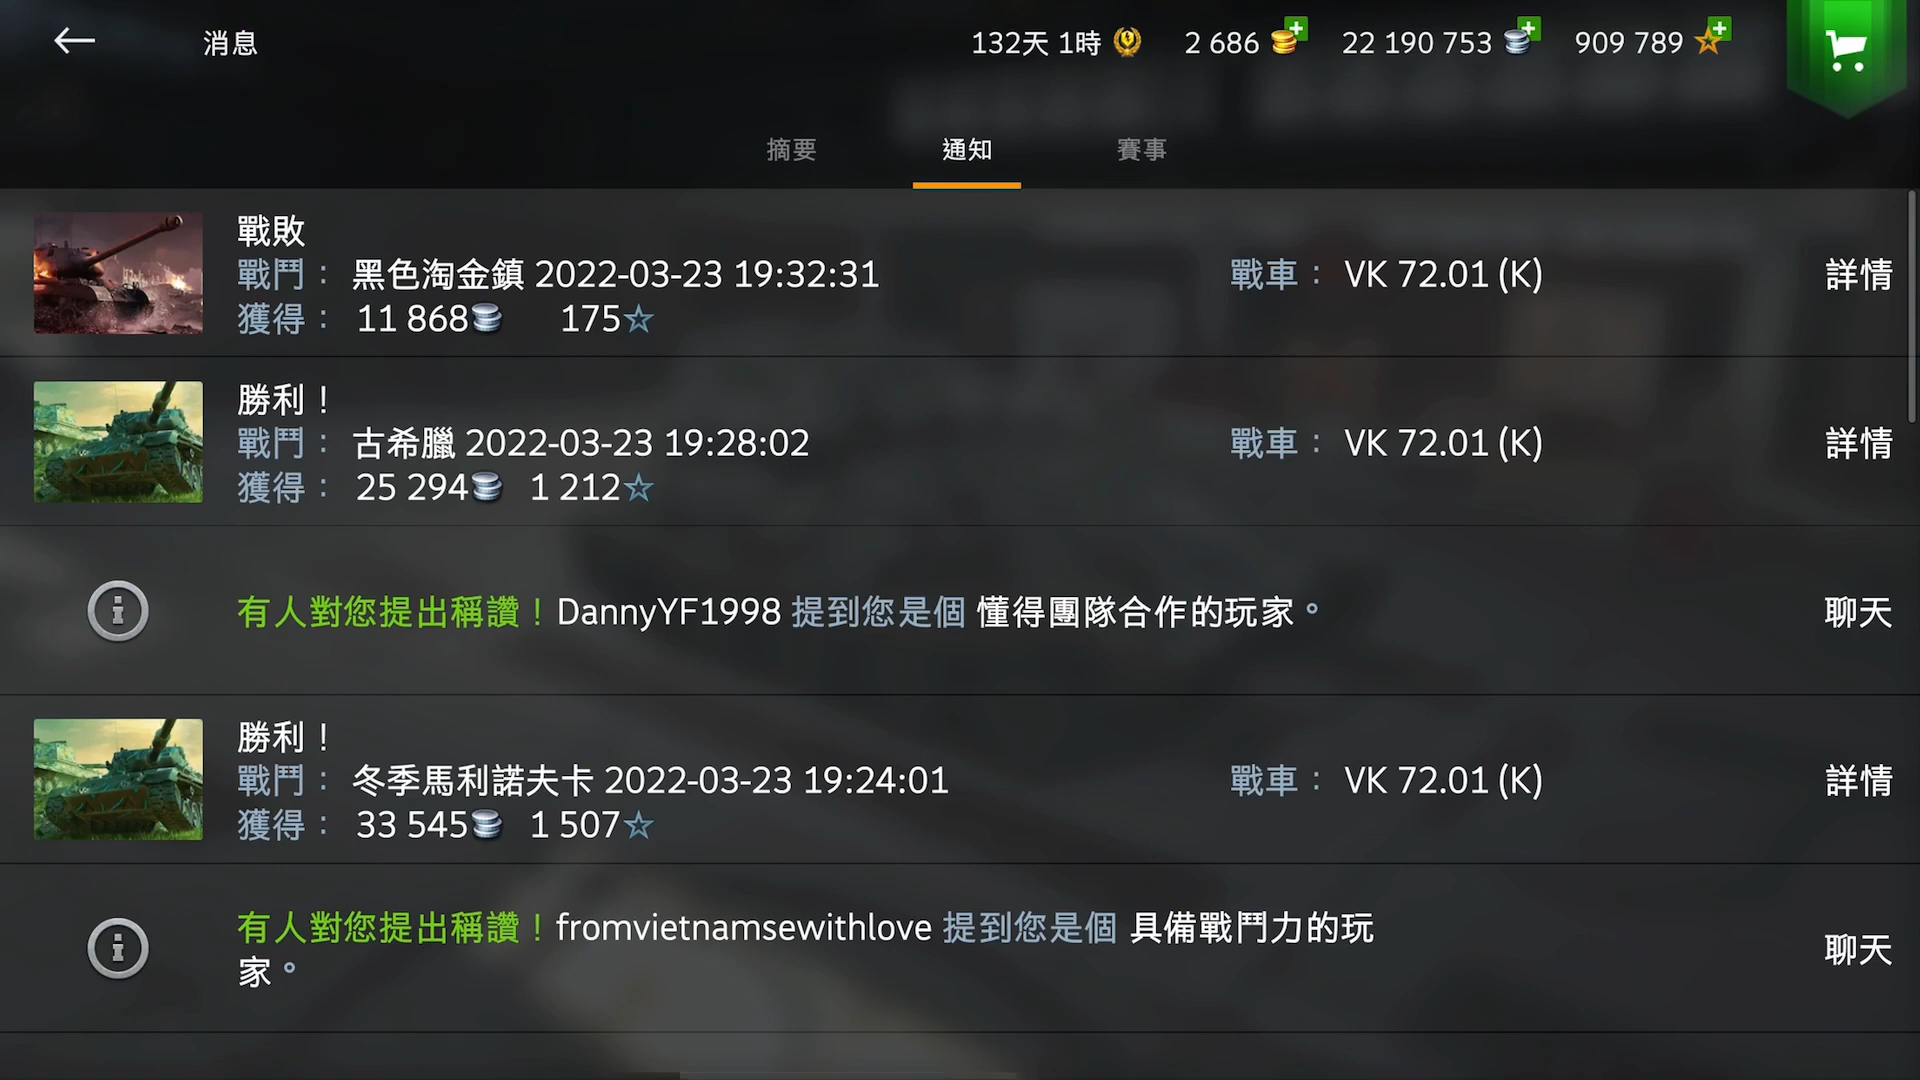 消息
132天 1時
2 686
22 190 753
909 789
摘要
通知
賽事
戰敗
戰鬥： 黑色淘金鎮 2022-03-23 19:32:31
戰車： VK 72.01 (K)
詳情
獲得： 11 868 175
勝利！
戰鬥： 古希臘 2022-03-23 19:28:02
戰車： VK 72.01 (K)
詳情
獲得： 25 294 1 212
有人對您提出稱讚！DannyYF1998 提到您是個 懂得團隊合作的玩家。
聊天
勝利！
戰鬥： 冬季馬利諾夫卡 2022-03-23 19:24:01
戰車： VK 72.01 (K)
詳情
獲得： 33 545 1 507
有人對您提出稱讚！fromvietnamsewithlove 提到您是個 具備戰鬥力的玩
家。
聊天